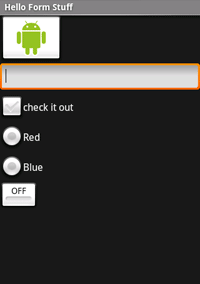 Hello Form Stuff
check it out
Red
Blue
OFF